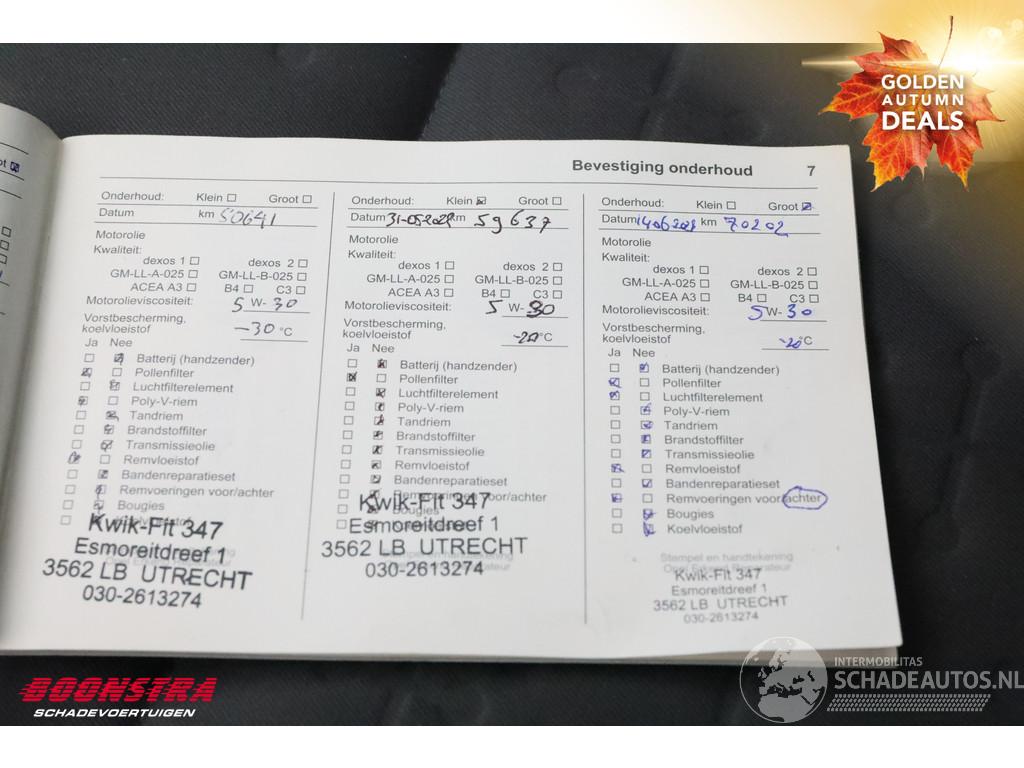 GOLDEN
AUTUMN
DEALS
Bevestiging onderhoud 7
Onderhoud: Klein Groot
Datum km 50641
Motorolie
Kwaliteit:
dexos 1 dexos 2
GM-LL-A-025 GM-LL-B-025
ACEA A3 B4 C3
Motorolieviscositeit: 5 W- 30
Vorstbescherming,
koelvloeistof -30 °C
Ja Nee
Batterij (handzender)
Pollenfilter
Luchtfilterelement
Poly-V-riem
Tandriem
Brandstoffilter
Transmissieolie
Remvloeistof
Bandenreparatieset
Remvoeringen voor/achter
Bougies
Koelvloeistof
Kwik-Fit 347
Esmoreitdreef 1
3562 LB UTRECHT
030-2613274
Onderhoud: Klein Groot
Datum km 59637
Motorolie
Kwaliteit:
dexos 1 dexos 2
GM-LL-A-025 GM-LL-B-025
ACEA A3 B4 C3
Motorolieviscositeit: 5 W- 30
Vorstbescherming,
koelvloeistof -20 °C
Ja Nee
Batterij (handzender)
Pollenfilter
Luchtfilterelement
Poly-V-riem
Tandriem
Brandstoffilter
Transmissieolie
Remvloeistof
Bandenreparatieset
Remvoeringen voor/achter
Bougies
Koelvloeistof
Kwik-Fit 347
Esmoreitdreef 1
3562 LB UTRECHT
030-2613274
Onderhoud: Klein Groot
Datum km 70202
Motorolie
Kwaliteit:
dexos 1 dexos 2
GM-LL-A-025 GM-LL-B-025
ACEA A3 B4 C3
Motorolieviscositeit: 5 W- 30
Vorstbescherming,
koelvloeistof -20 °C
Ja Nee
Batterij (handzender)
Pollenfilter
Luchtfilterelement
Poly-V-riem
Tandriem
Brandstoffilter
Transmissieolie
Remvloeistof
Bandenreparatieset
Remvoeringen voor/achter
Bougies
Koelvloeistof
Stempel en handtekening
Opel Erkend Reparateur
Kwik-Fit 347
Esmoreitdreef 1
3562 LB UTRECHT
030-2613274
BOONSTRA
SCHADEVOERTUIGEN
INTERMOBILITAS
SCHADEAUTOS.NL